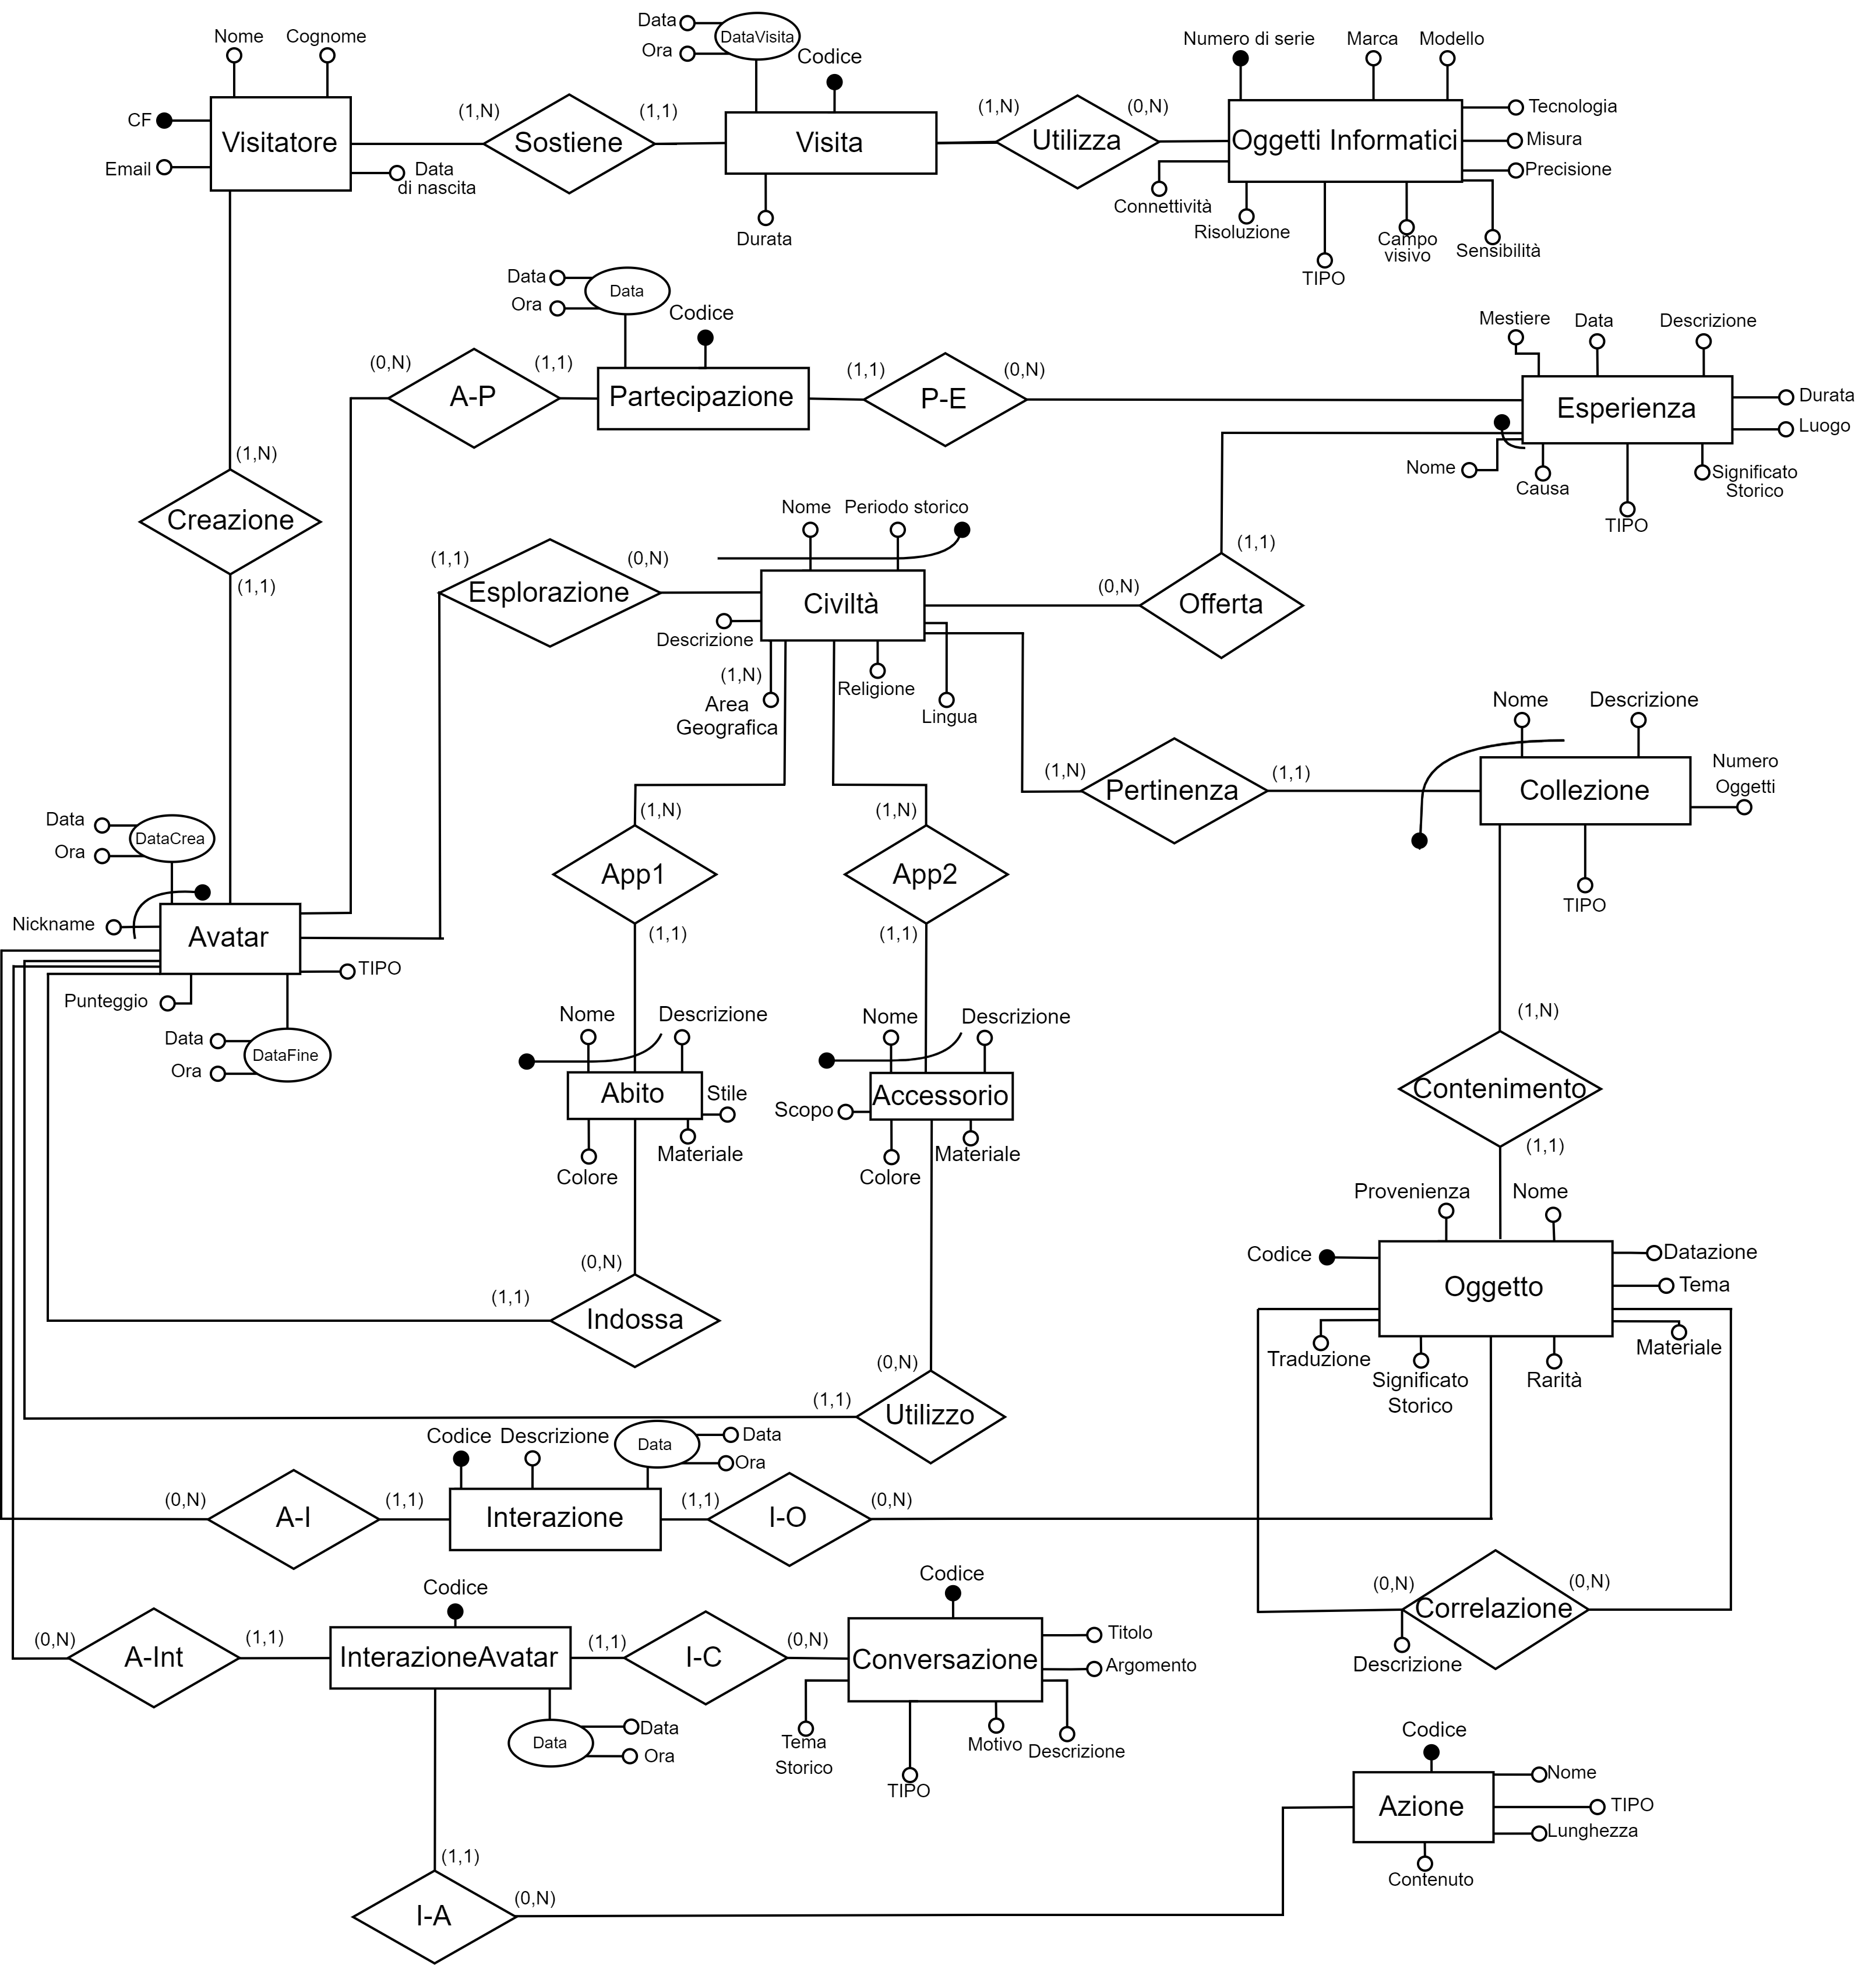 Nome
Cognome
CF
Email
Visitatore
Data
di nascita
(1,N)
Sostiene
(1,1)
Data
Ora
DataVisita
Codice
Visita
Durata
(1,N)
Utilizza
(0,N)
Numero di serie
Marca
Modello
Oggetti Informatici
Tecnologia
Misura
Precisione
Connettività
Risoluzione
TIPO
Campo
visivo
Sensibilità
Data
Ora
Data
Codice
(0,N)
A-P
(1,1)
Partecipazione
(1,1)
P-E
(0,N)
Mestiere
Data
Descrizione
Esperienza
Durata
Luogo
Nome
Causa
TIPO
Significato
Storico
(1,N)
Creazione
(1,1)
(1,1)
Esplorazione
(0,N)
Nome
Periodo storico
Civiltà
Descrizione
(1,N)
Area
Geografica
Religione
Lingua
(0,N)
Offerta
(1,1)
(1,N)
Pertinenza
(1,1)
Nome
Descrizione
Collezione
Numero
Oggetti
TIPO
(1,N)
App1
(1,1)
(1,N)
App2
(1,1)
Data
Ora
DataCrea
Nickname
Avatar
TIPO
Punteggio
Data
Ora
DataFine
Nome
Descrizione
Abito
Stile
Materiale
Colore
Nome
Descrizione
Scopo
Accessorio
Materiale
Colore
(1,N)
Contenimento
(1,1)
Provenienza
Nome
Codice
Oggetto
Datazione
Tema
Traduzione
Significato
Storico
Rarità
Materiale
(0,N)
(1,1)
Indossa
(0,N)
(1,1)
Utilizzo
Codice
Descrizione
Data
Data
Ora
(0,N)
A-I
(1,1)
Interazione
(1,1)
I-O
(0,N)
(0,N)
Correlazione
(0,N)
Descrizione
Codice
(0,N)
A-Int
(1,1)
InterazioneAvatar
Data
Data
Ora
(1,1)
I-C
(0,N)
Codice
Conversazione
Titolo
Argomento
Tema
Storico
TIPO
Motivo
Descrizione
Codice
Azione
Nome
TIPO
Lunghezza
Contenuto
(1,1)
I-A
(0,N)